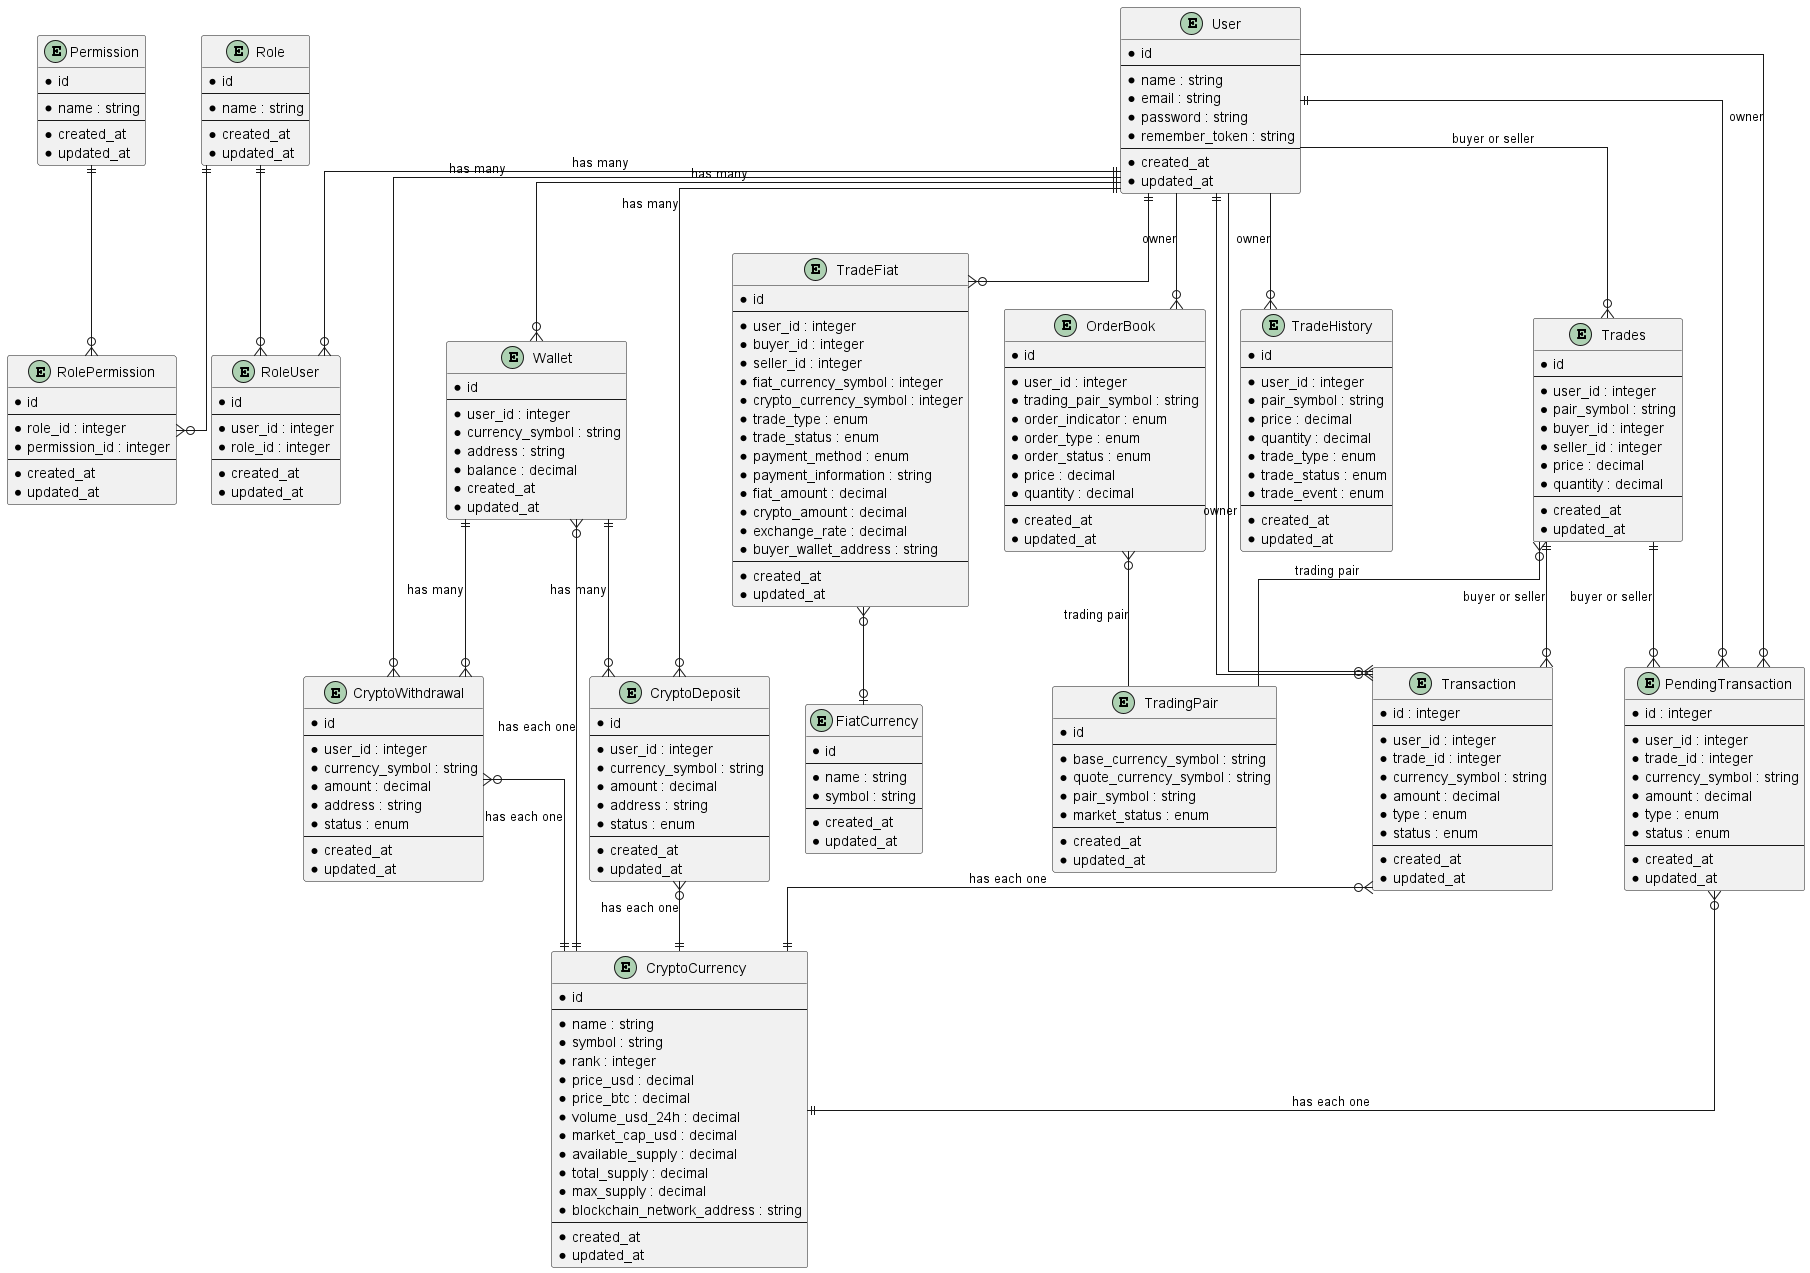 E User
* id
* name : string
* email : string
* password : string
* remember_token : string
* created_at
* updated_at
E Permission
* id
* name : string
* created_at
* updated_at
E Role
* id
* name : string
* created_at
* updated_at
owner
buyer or seller
has many
has many
has many
has many
owner
owner
E TradeFiat
* id
* user_id : integer
* buyer_id : integer
* seller_id : integer
* fiat_currency_symbol : integer
* crypto_currency_symbol : integer
* trade_type : enum
* trade_status : enum
* payment_method : enum
* payment_information : string
* fiat_amount : decimal
* crypto_amount : decimal
* exchange_rate : decimal
* buyer_wallet_address : string
* created_at
* updated_at
E OrderBook
* id
* user_id : integer
* trading_pair_symbol : string
* order_indicator : enum
* order_type : enum
* order_status : enum
* price : decimal
* quantity : decimal
* created_at
* updated_at
E TradeHistory
* id
* user_id : integer
* pair_symbol : string
* price : decimal
* quantity : decimal
* trade_type : enum
* trade_status : enum
* trade_event : enum
* created_at
* updated_at
owner
E Trades
* id
* user_id : integer
* pair_symbol : string
* buyer_id : integer
* seller_id : integer
* price : decimal
* quantity : decimal
* created_at
* updated_at
E RolePermission
* id
* role_id : integer
* permission_id : integer
* created_at
* updated_at
E RoleUser
* id
* user_id : integer
* role_id : integer
* created_at
* updated_at
E Wallet
* id
* user_id : integer
* currency_symbol : string
* address : string
* balance : decimal
* created_at
* updated_at
trading pair
has many
has many
buyer or seller
buyer or seller
trading pair
E CryptoWithdrawal
* id
* user_id : integer
* currency_symbol : string
* amount : decimal
* address : string
* status : enum
* created_at
* updated_at
has each one
has each one
E CryptoDeposit
* id
* user_id : integer
* currency_symbol : string
* amount : decimal
* address : string
* status : enum
* created_at
* updated_at
E FiatCurrency
* id
* name : string
* symbol : string
* created_at
* updated_at
E TradingPair
* id
* base_currency_symbol : string
* quote_currency_symbol : string
* pair_symbol : string
* market_status : enum
* created_at
* updated_at
E Transaction
* id : integer
* user_id : integer
* trade_id : integer
* currency_symbol : string
* amount : decimal
* type : enum
* status : enum
* created_at
* updated_at
E PendingTransaction
* id : integer
* user_id : integer
* trade_id : integer
* currency_symbol : string
* amount : decimal
* type : enum
* status : enum
* created_at
* updated_at
has each one
has each one
E CryptoCurrency
* id
* name : string
* symbol : string
* rank : integer
* price_usd : decimal
* price_btc : decimal
* volume_usd_24h : decimal
* market_cap_usd : decimal
* available_supply : decimal
* total_supply : decimal
* max_supply : decimal
* blockchain_network_address : string
* created_at
* updated_at
has each one